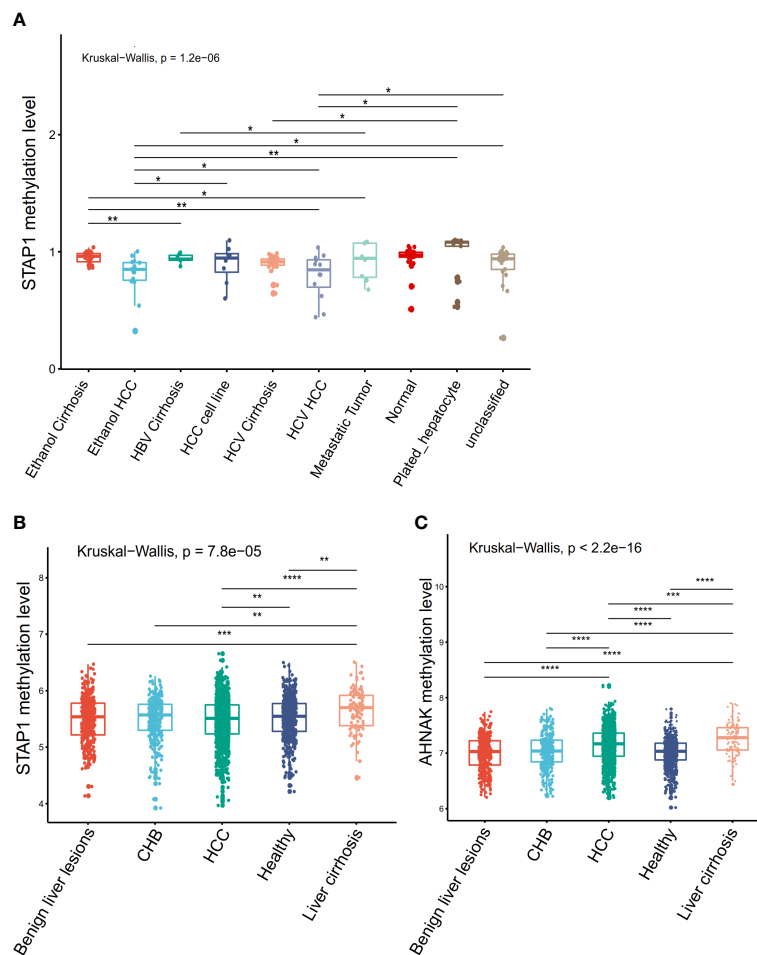 A
Kruskal−Wallis, p = 1.2e−06
STAP1 methylation level
2
1
0
*
*
*
*
*
**
*
*
*
**
**
Ethanol Cirrhosis
Ethanol HCC
HBV Cirrhosis
HCC cell line
HCV Cirrhosis
HCV HCC
Metastatic Tumor
Normal
Plated_hepatocyte
unclassified
B
Kruskal−Wallis, p = 7.8e−05
STAP1 methylation level
8
7
6
5
4
**
****
**
**
***
Benign liver lesions
CHB
HCC
Healthy
Liver cirrhosis
C
Kruskal−Wallis, p < 2.2e−16
AHNAK methylation level
10
9
8
7
6
****
***
****
****
****
****
****
Benign liver lesions
CHB
HCC
Healthy
Liver cirrhosis